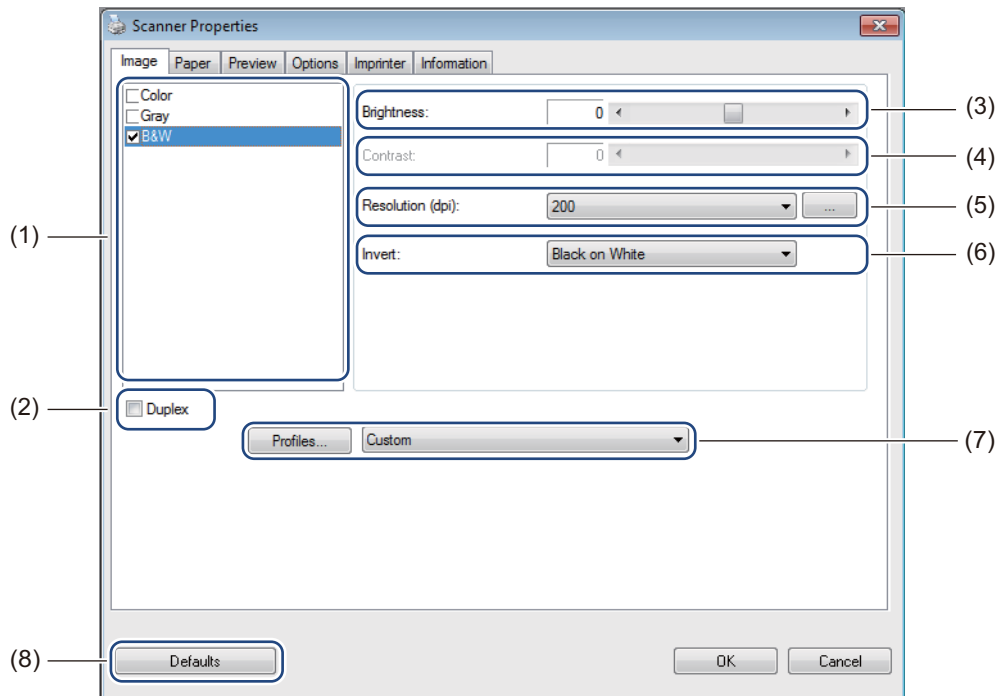 Scanner Properties
Image Paper Preview Options Imprinter Information
Color
Gray
B&W
Brightness: 0
Contrast: 0
Resolution (dpi): 200 ...
Invert: Black on White
Duplex
Profiles... Custom
Defaults OK Cancel
(1)
(2)
(3)
(4)
(5)
(6)
(7)
(8)